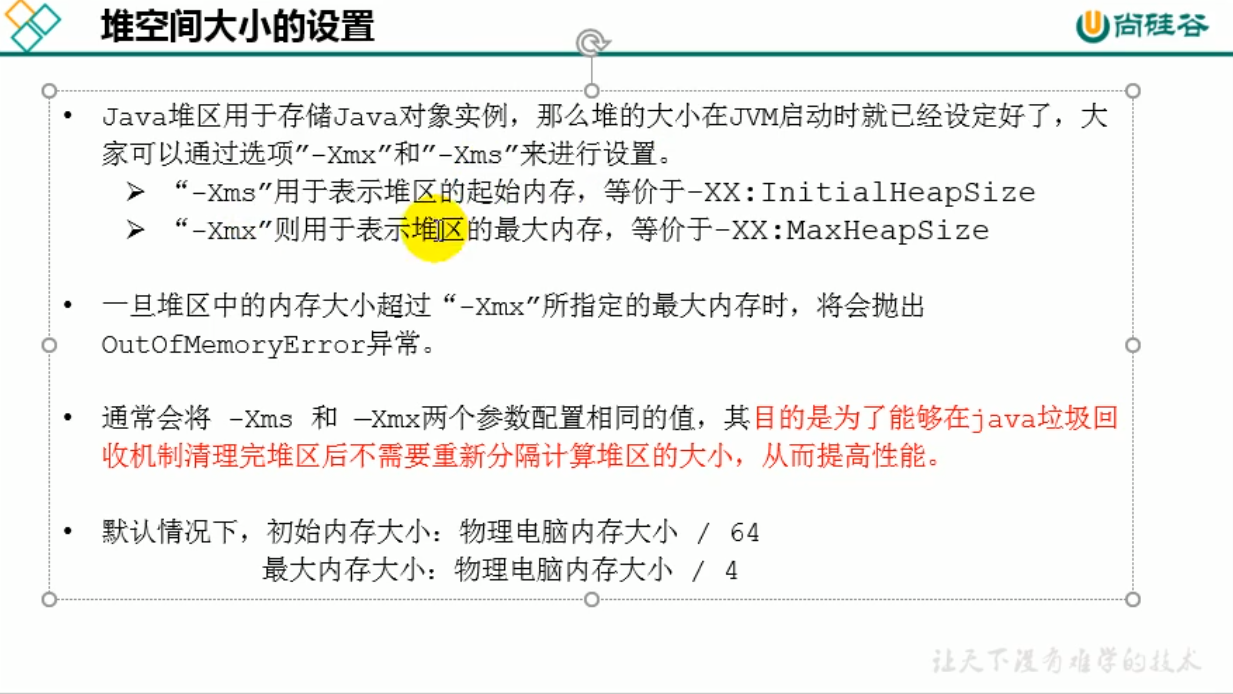 堆空间大小的设置
尚硅谷
• Java堆区用于存储Java对象实例，那么堆的大小在JVM启动时就已经设定好了，大
家可以通过选项”-Xmx”和”-Xms”来进行设置。
➢ “-Xms”用于表示堆区的起始内存，等价于-XX:InitialHeapSize
➢ “-Xmx”则用于表示堆区的最大内存，等价于-XX:MaxHeapSize
• 一旦堆区中的内存大小超过“-Xmx”所指定的最大内存时，将会抛出
OutOfMemoryError异常。
• 通常会将 -Xms 和 –Xmx两个参数配置相同的值，其目的是为了能够在java垃圾回
收机制清理完堆区后不需要重新分隔计算堆区的大小，从而提高性能。
• 默认情况下，初始内存大小：物理电脑内存大小 / 64
最大内存大小：物理电脑内存大小 / 4
让天下没有难学的技术